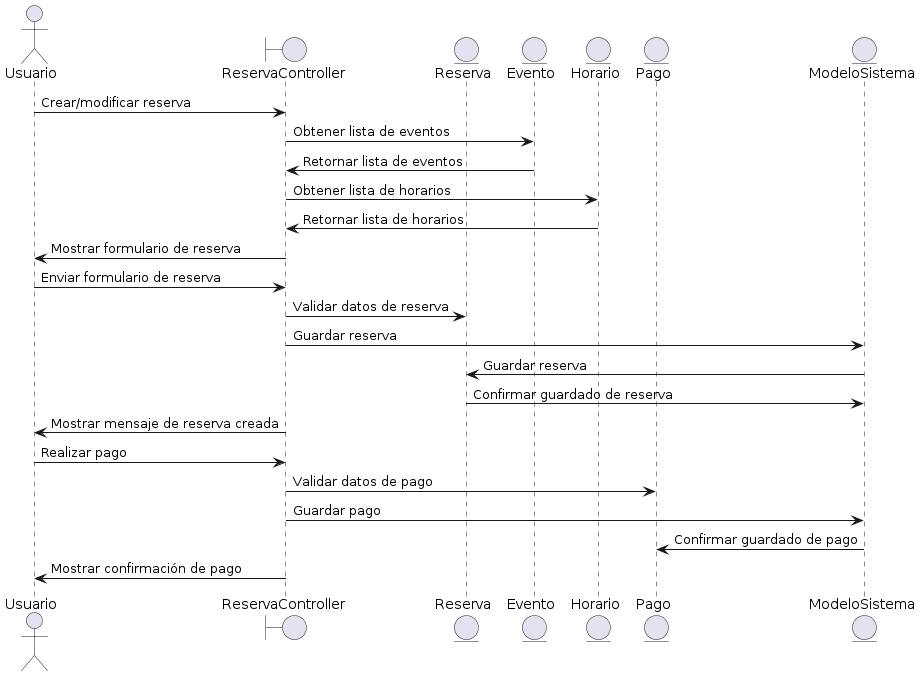 Usuario
ReservaController
Reserva
Evento
Horario
Pago
ModeloSistema
Crear/modificar reserva
Obtener lista de eventos
Retornar lista de eventos
Obtener lista de horarios
Retornar lista de horarios
Mostrar formulario de reserva
Enviar formulario de reserva
Validar datos de reserva
Guardar reserva
Guardar reserva
Confirmar guardado de reserva
Mostrar mensaje de reserva creada
Realizar pago
Validar datos de pago
Guardar pago
Confirmar guardado de pago
Mostrar confirmación de pago
Usuario
ReservaController
Reserva
Evento
Horario
Pago
ModeloSistema